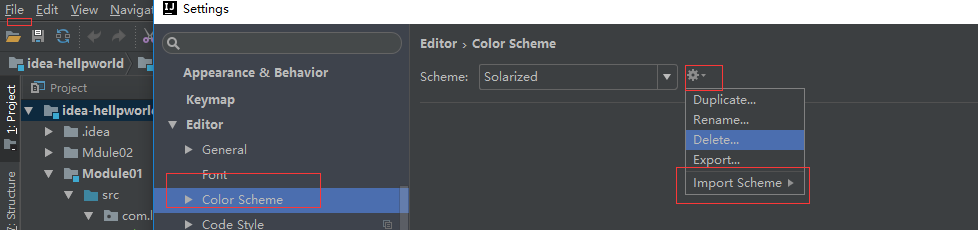 File Edit View Navigat
IJ Settings
idea-hellpworld
Project
1: Project
idea-hellpworld
.idea
Mdule02
Module01
src
com.l
Z: Structure
Appearance & Behavior
Keymap
Editor
General
Font
Color Scheme
Code Style
Editor › Color Scheme
Scheme: Solarized
Duplicate...
Rename...
Delete...
Export...
Import Scheme